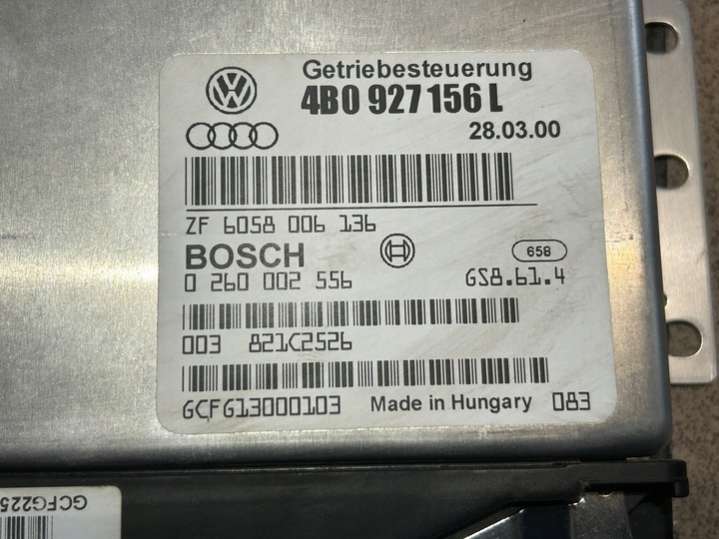 Getriebesteuerung
4B0 927 156 L
28.03.00
ZF 6058 006 136
BOSCH
658
0 260 002 556
GS8.61.4
003 821C2526
GCFG13000103 Made in Hungary 083
GCFG225